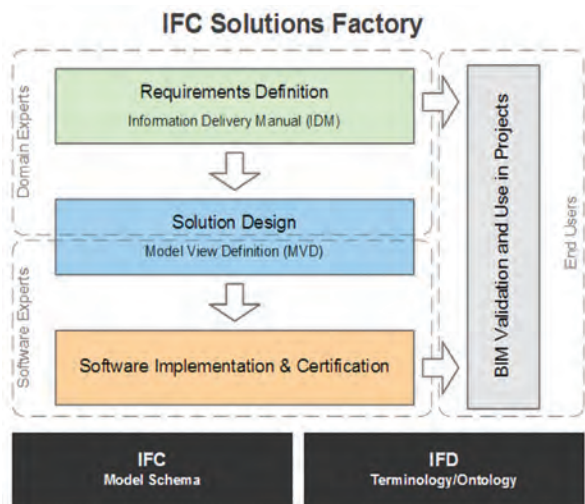 IFC Solutions Factory
Domain Experts
Requirements Definition
Information Delivery Manual (IDM)
Solution Design
Model View Definition (MVD)
Software Experts
Software Implementation & Certification
BIM Validation and Use in Projects
End Users
IFC
Model Schema
IFD
Terminology/Ontology